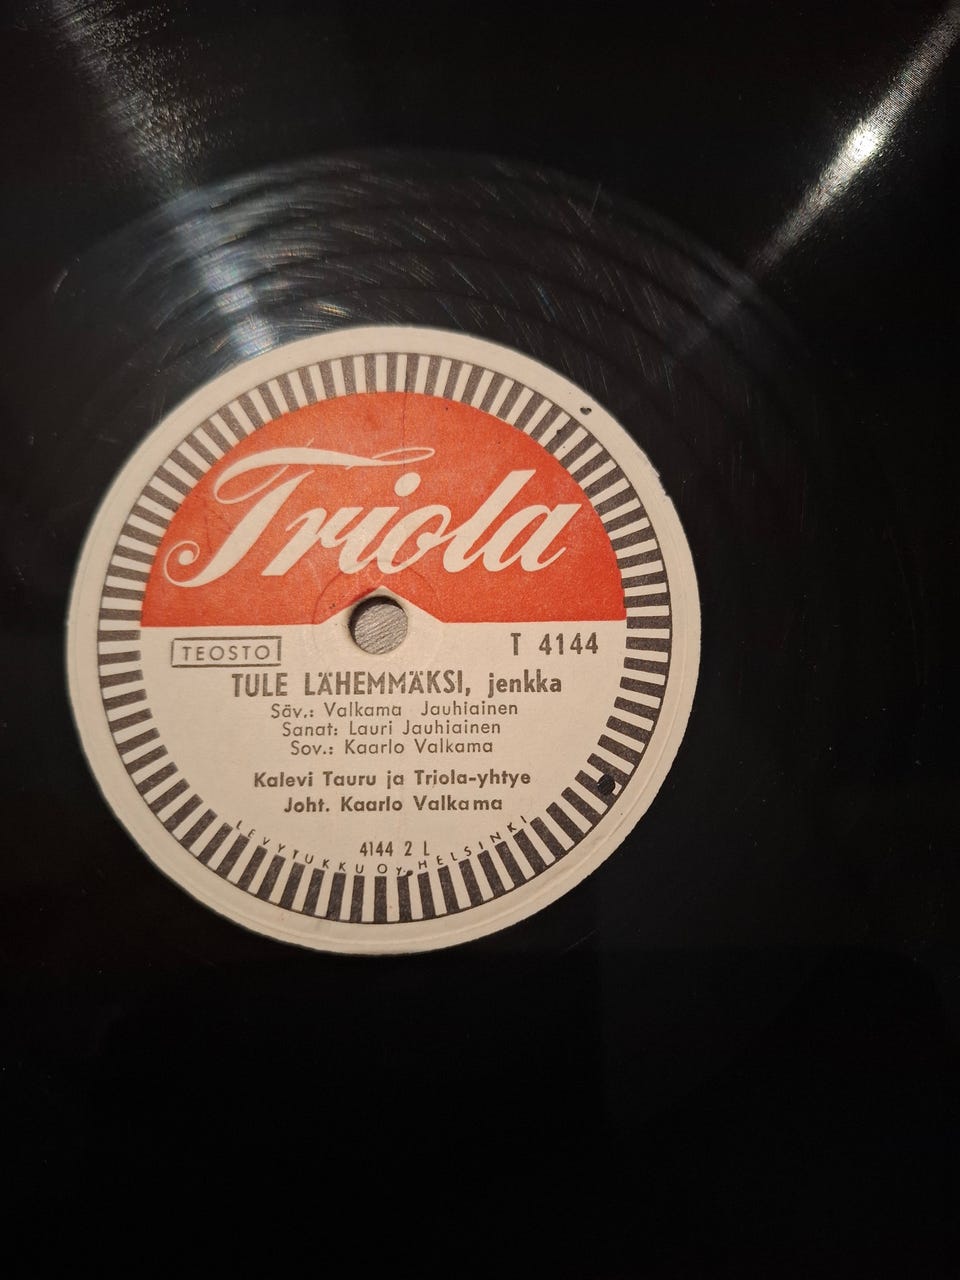 Triola
TEOSTO
T 4144
TULE LÄHEMMÄKSI, jenkka
Säv.: Valkama Jauhiainen
Sanat: Lauri Jauhiainen
Sov.: Kaarlo Valkama
Kalevi Tauru ja Triola-yhtye
Joht. Kaarlo Valkama
4144 2 L
LEVYTUKKU OY. HELSINKI